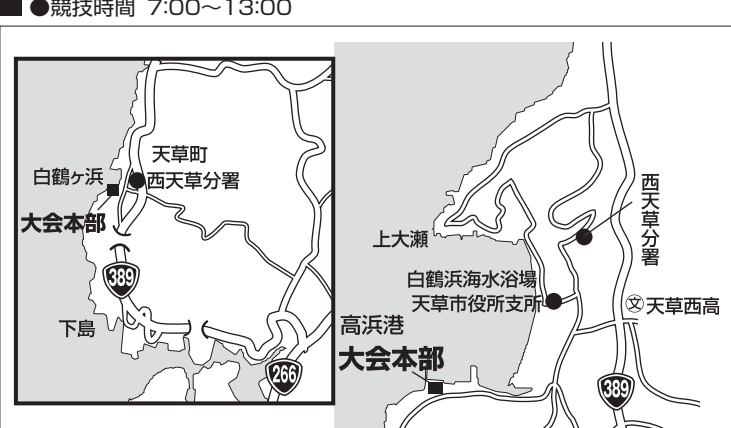 ●競技時間 7:00～13:00
天草町
西天草分署
白鶴ヶ浜
大会本部
389
下島
266
西天草分署
上大瀬
白鶴浜海水浴場
天草市役所支所
文 天草西高
高浜港
大会本部
389